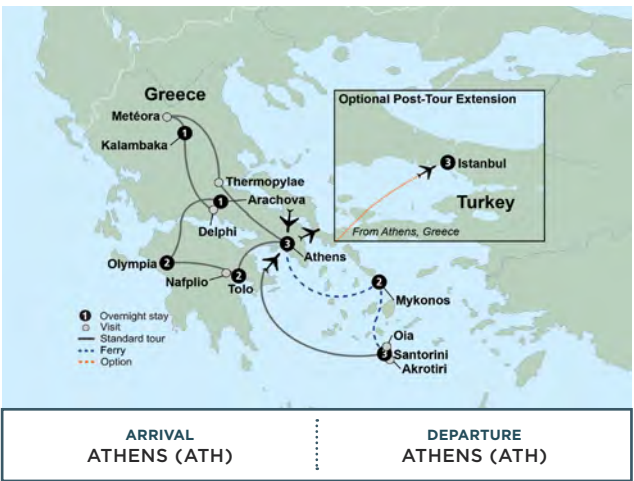 Greece
Metéora
1
Kalambaka
Thermopylae
1
Arachova
Delphi
3
Athens
Olympia
2
Nafplio
2
Tolo
2
Mykonos
Oia
3
Santorini
Akrotiri
Optional Post-Tour Extension
3
Istanbul
Turkey
From Athens, Greece
1 Overnight stay
Visit
Standard tour
Ferry
Option
ARRIVAL
ATHENS (ATH)
DEPARTURE
ATHENS (ATH)